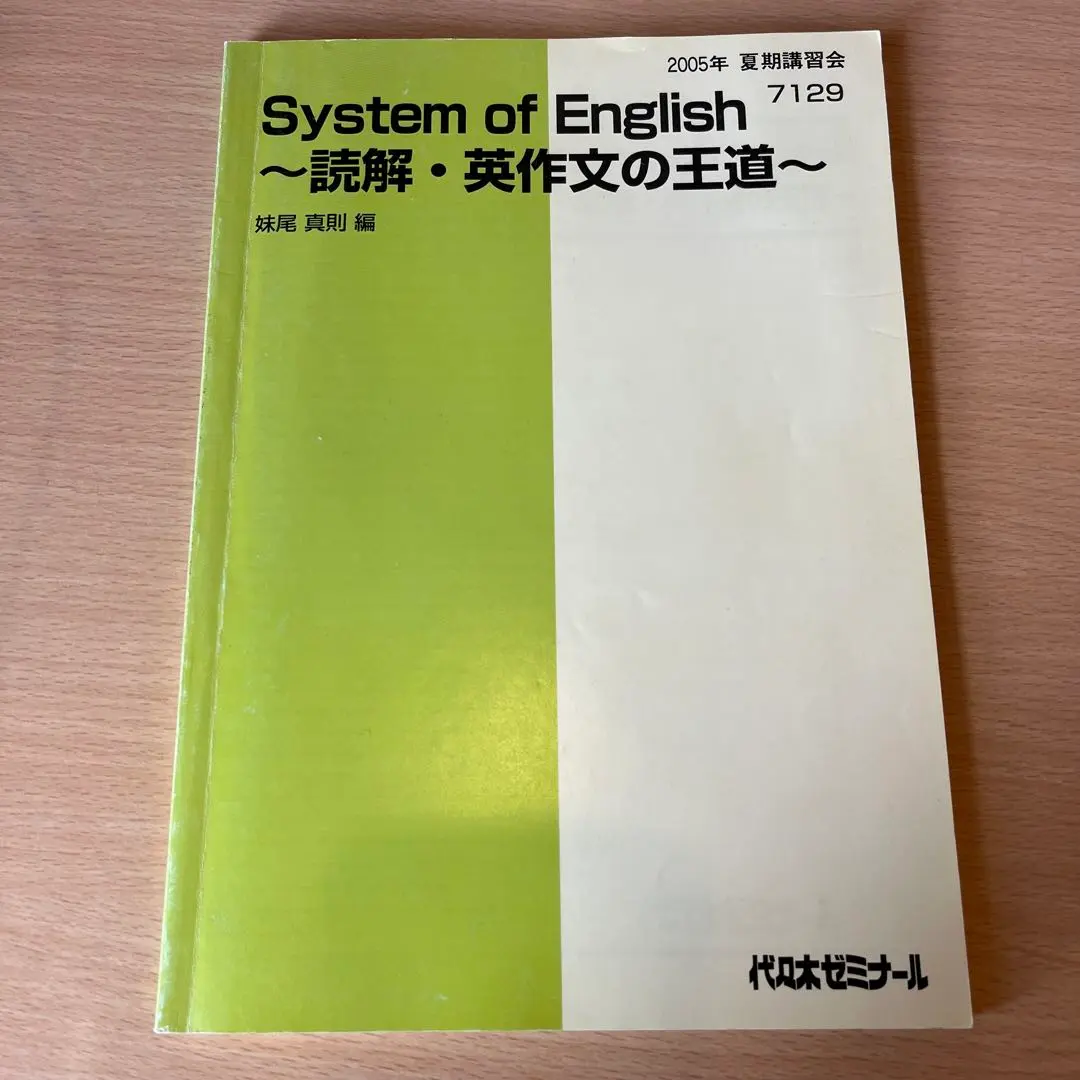 2005年 夏期講習会
7129
System of English
～読解・英作文の王道～
妹尾 真則 編
代々木ゼミナール